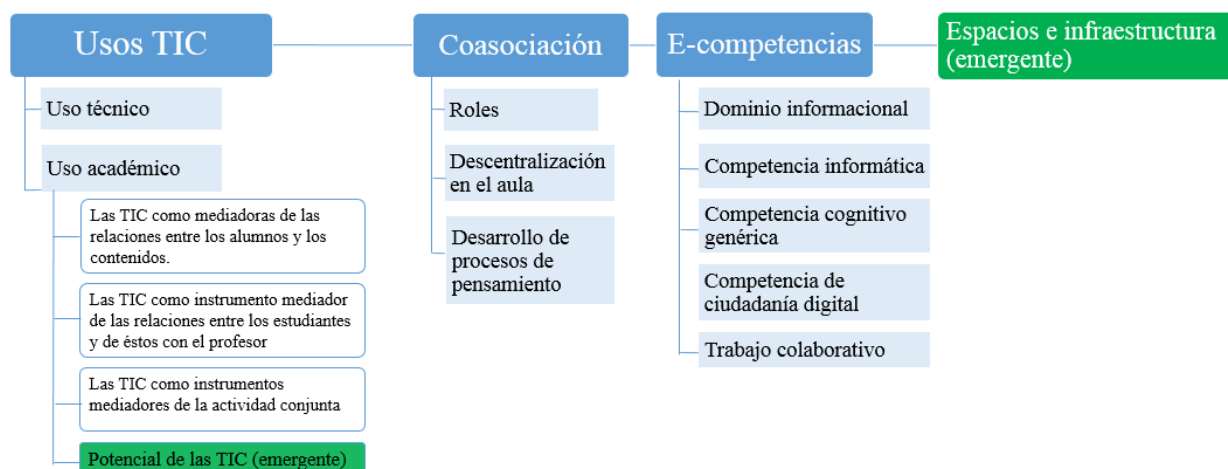 Usos TIC
Uso técnico
Uso académico
Las TIC como mediadoras de las
relaciones entre los alumnos y los
contenidos.
Las TIC como instrumento mediador
de las relaciones entre los estudiantes
y de éstos con el profesor
Las TIC como instrumentos
mediadores de la actividad conjunta
Potencial de las TIC (emergente)
Coasociación
Roles
Descentralización
en el aula
Desarrollo de
procesos de
pensamiento
E-competencias
Dominio informacional
Competencia informática
Competencia cognitivo
genérica
Competencia de
ciudadanía digital
Trabajo colaborativo
Espacios e infraestructura
(emergente)